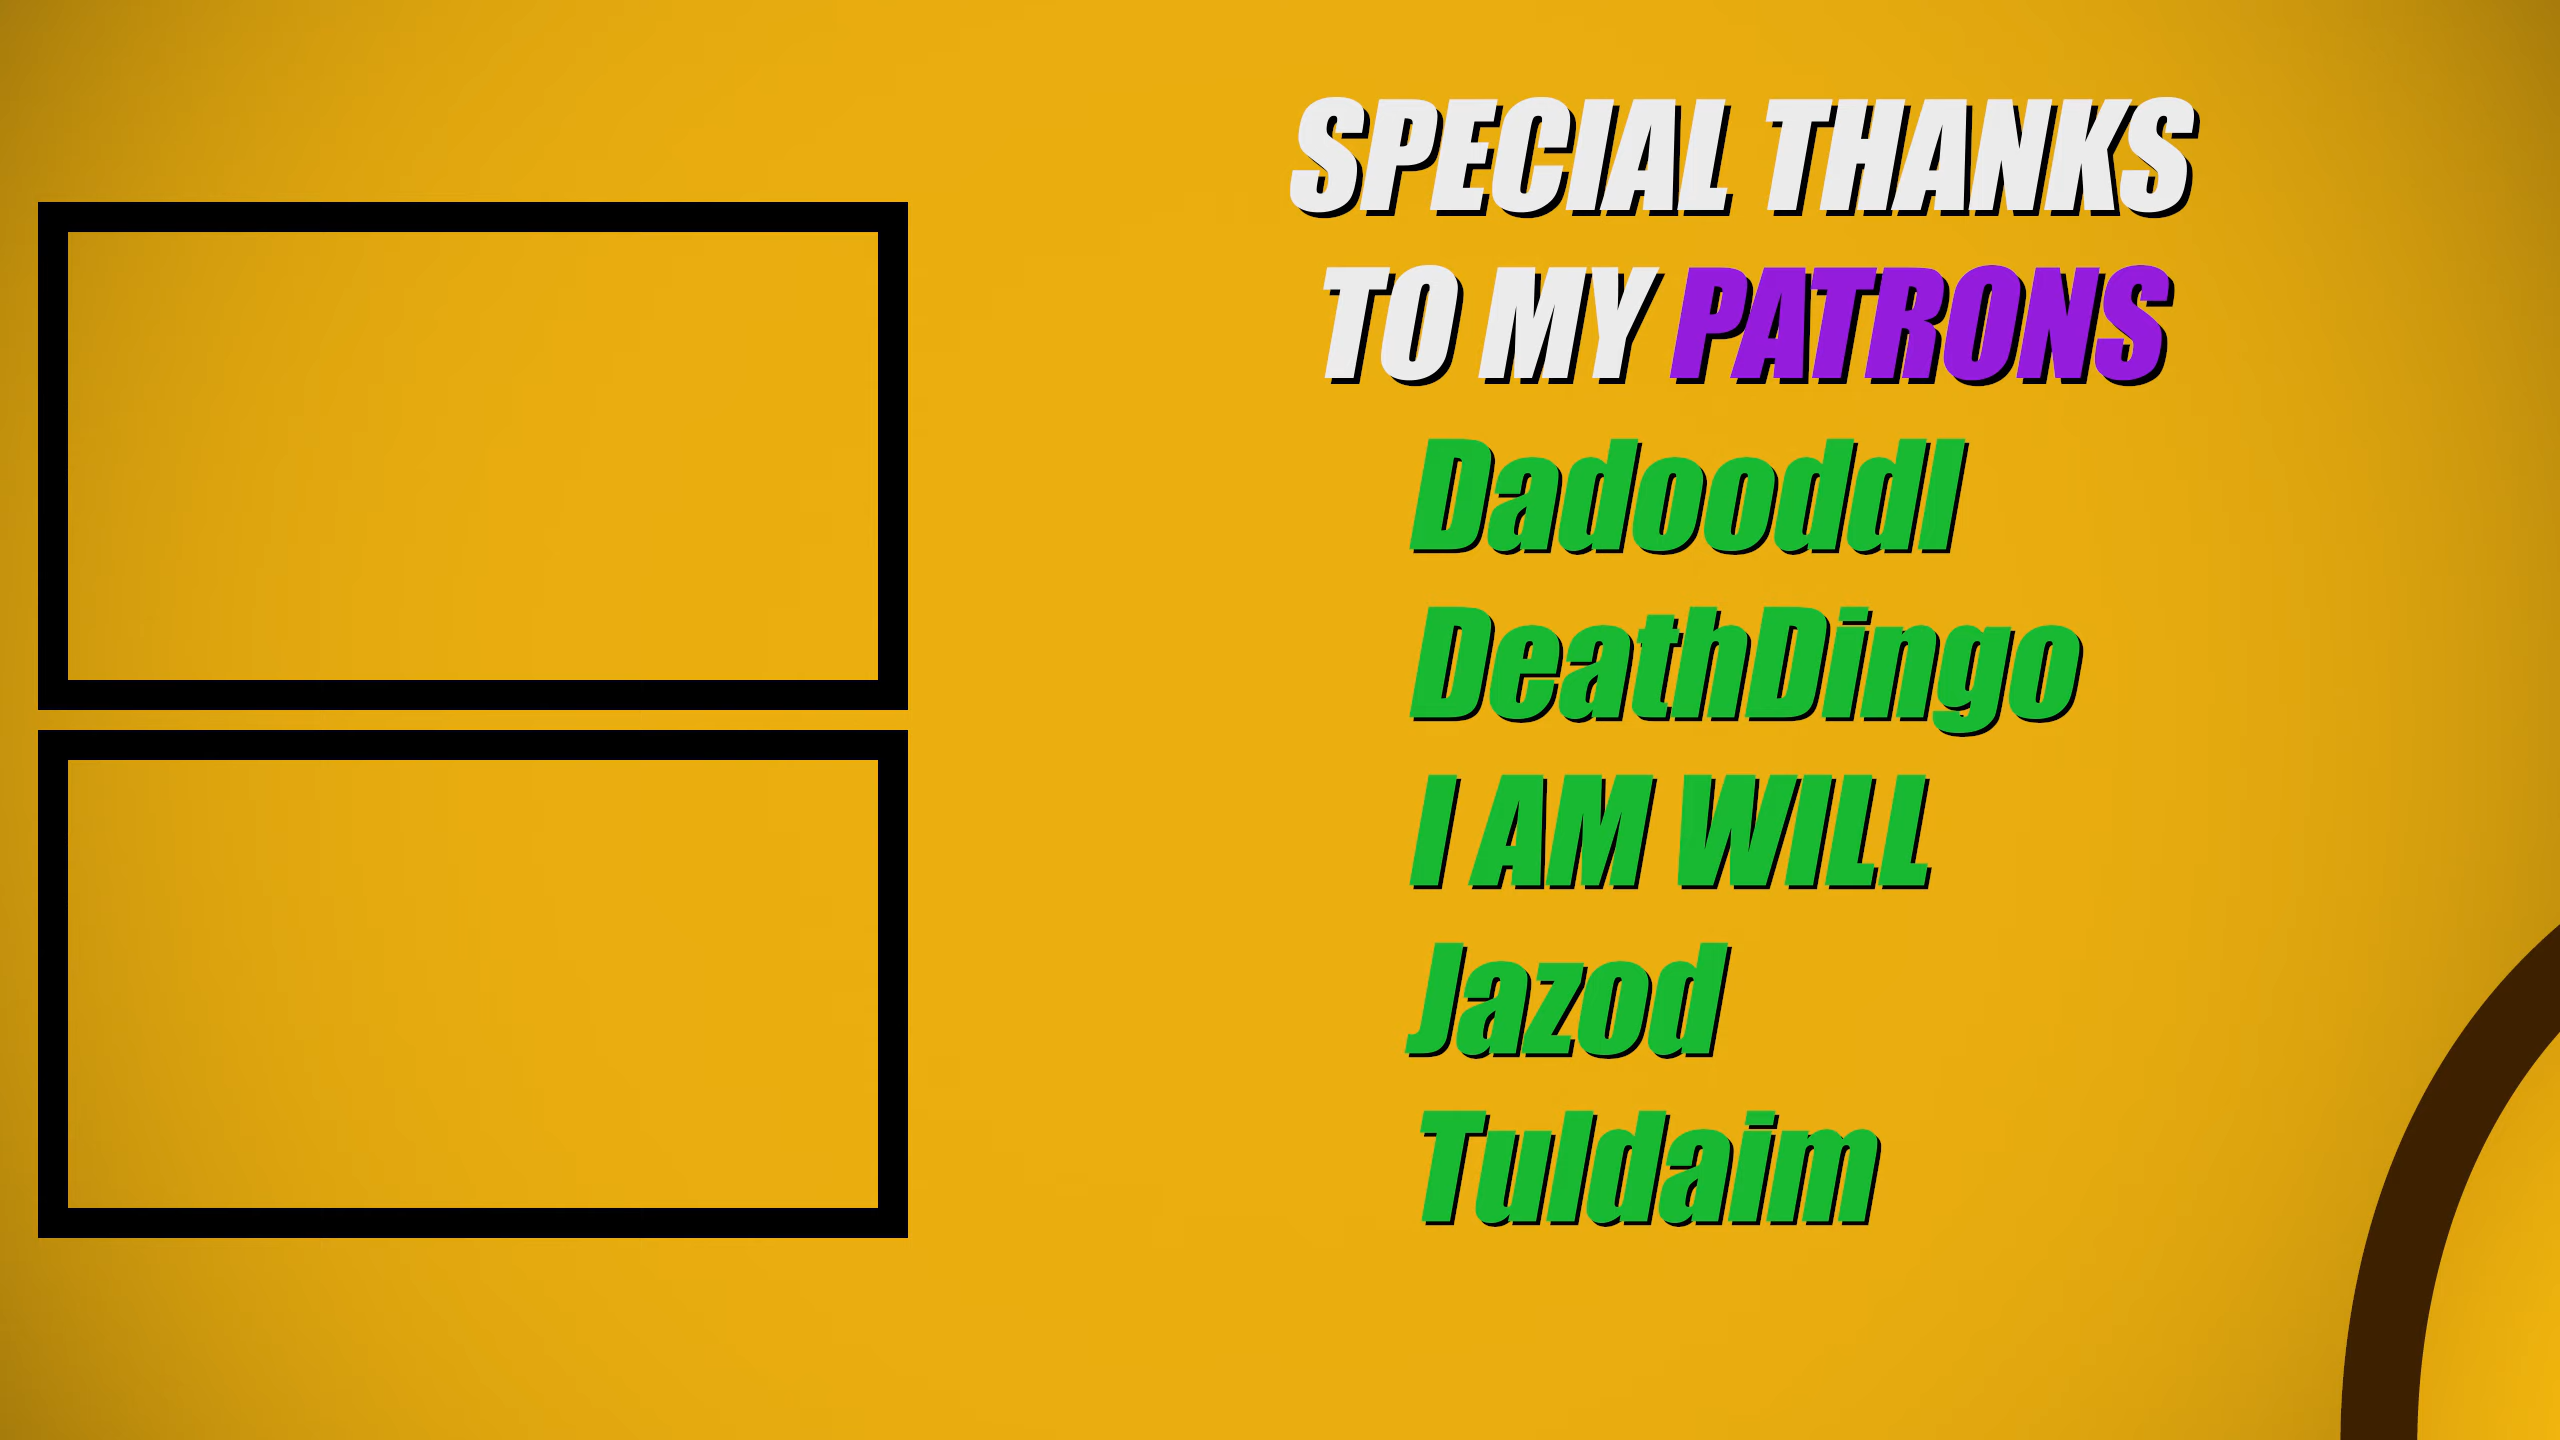 SPECIAL THANKS
TO MY PATRONS
Dadooddl
DeathDingo
I AM WILL
Jazod
Tuldaim